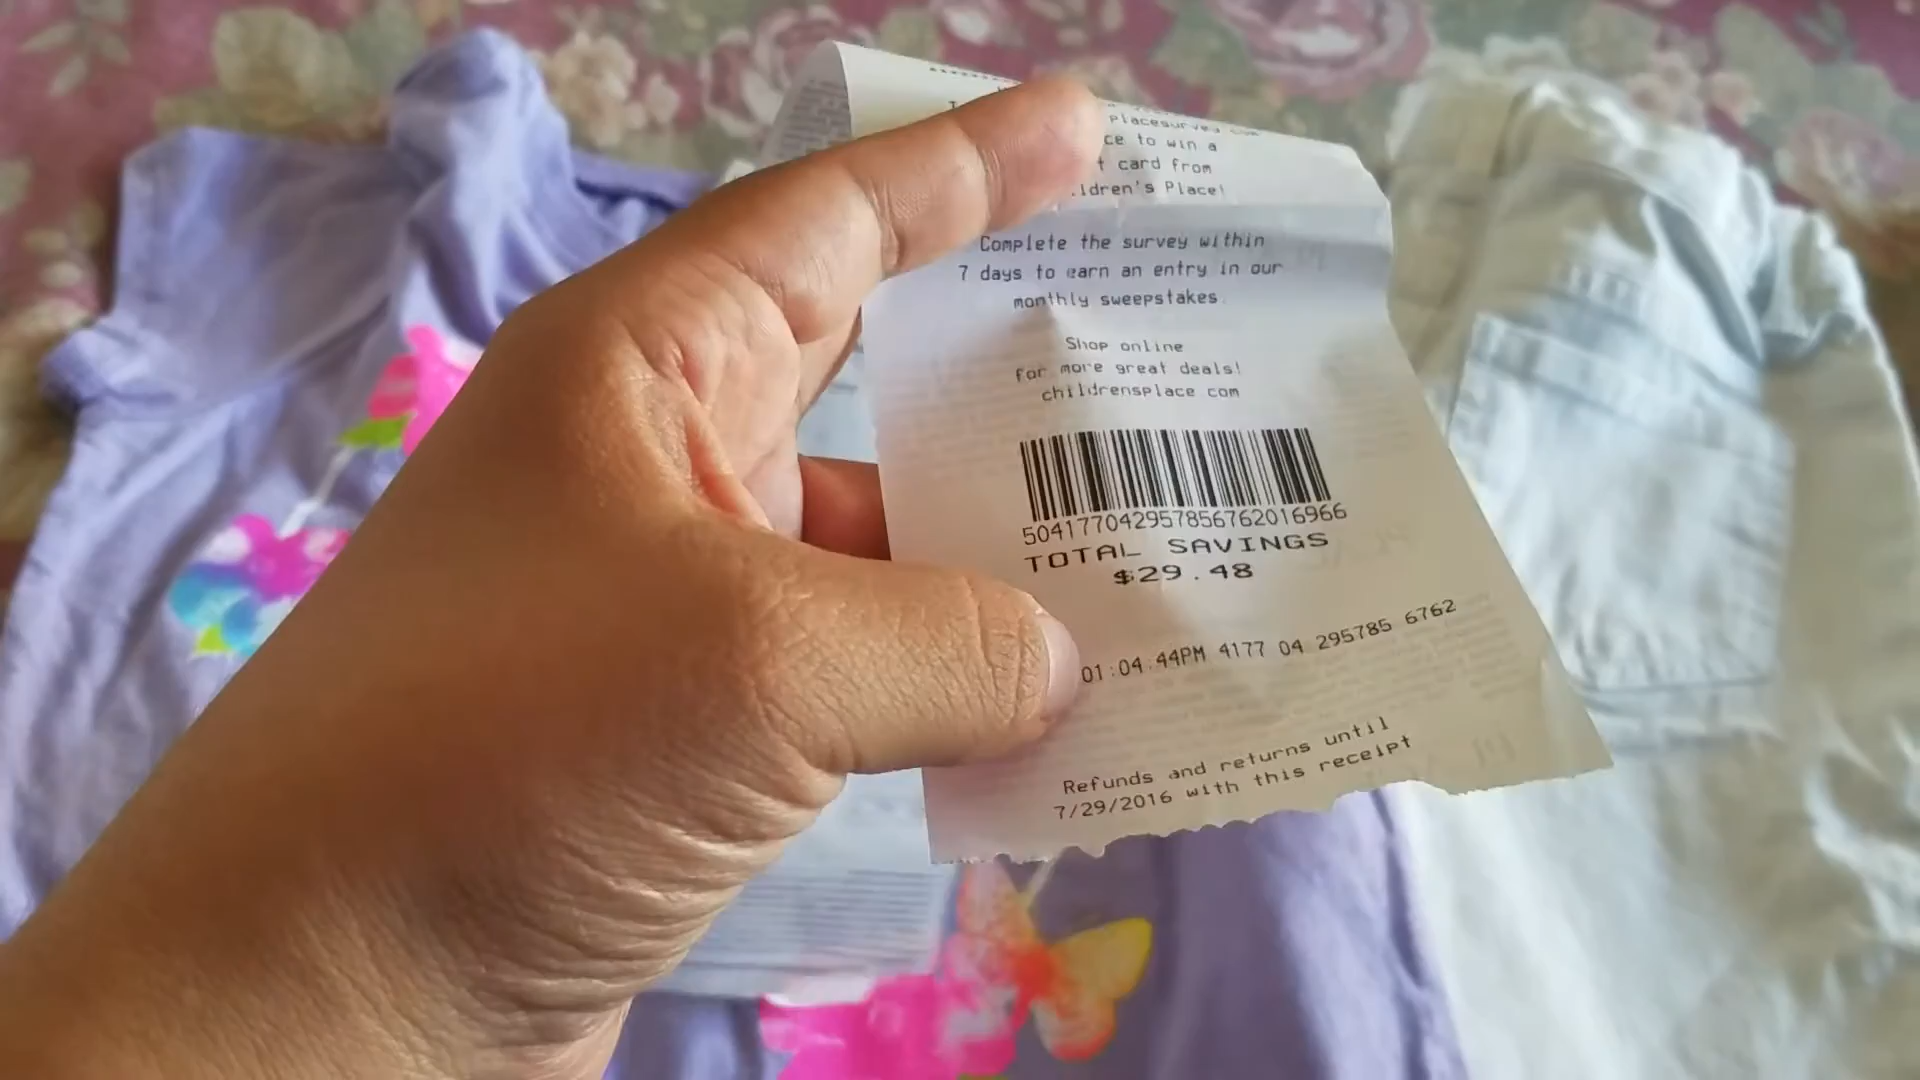 placesurvey com
ce to win a
t card from
ldren's Place!
Complete the survey within
7 days to earn an entry in our
monthly sweepstakes.
Shop online
for more great deals!
childrensplace com
504177042957856762016966
TOTAL SAVINGS
$29.48
01:04:44PM 4177 04 295785 6762
Refunds and returns until
7/29/2016 with this receipt